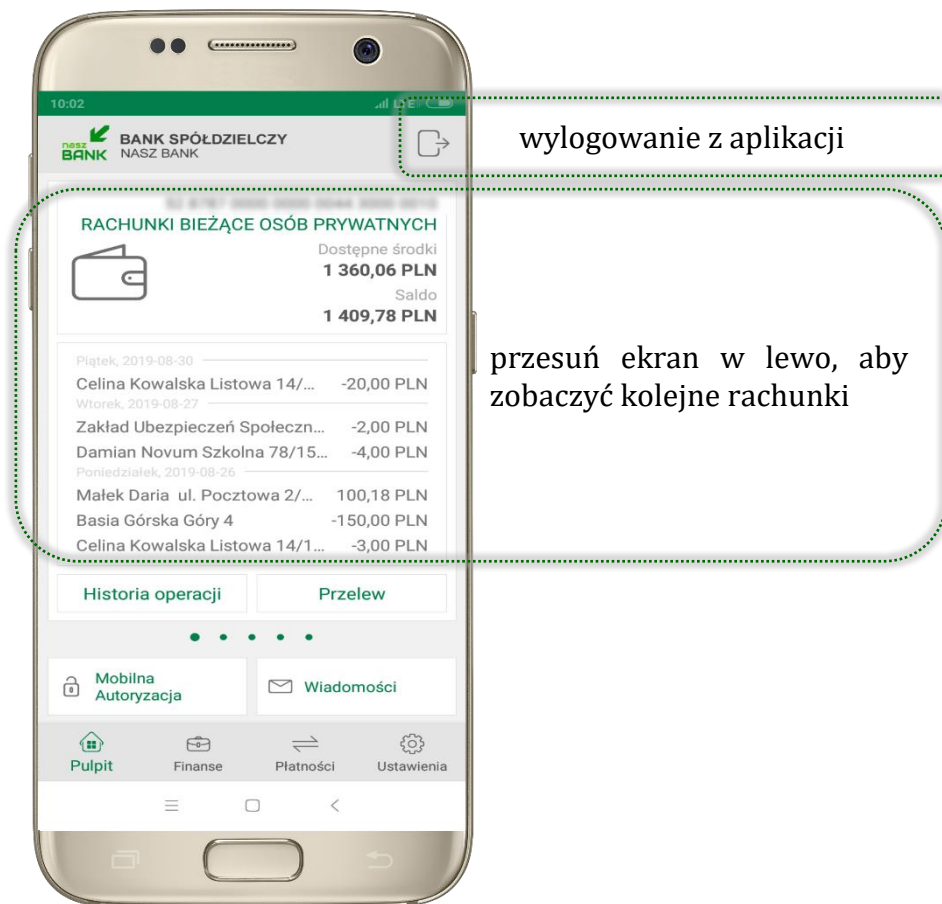 10:02
LTE
nasz BANK
BANK SPÓŁDZIELCZY
NASZ BANK
wylogowanie z aplikacji
RACHUNKI BIEŻĄCE OSÓB PRYWATNYCH
Dostępne środki
1 360,06 PLN
Saldo
1 409,78 PLN
przesuń ekran w lewo, aby
zobaczyć kolejne rachunki
Piątek, 2019-08-30
Celina Kowalska Listowa 14/... -20,00 PLN
Wtorek, 2019-08-27
Zakład Ubezpieczeń Społeczn... -2,00 PLN
Damian Novum Szkolna 78/15... -4,00 PLN
Poniedziałek, 2019-08-26
Małek Daria ul. Pocztowa 2/... 100,18 PLN
Basia Górska Góry 4 -150,00 PLN
Celina Kowalska Listowa 14/1... -3,00 PLN
Historia operacji Przelew
Mobilna
Autoryzacja
Wiadomości
Pulpit Finanse Płatności Ustawienia